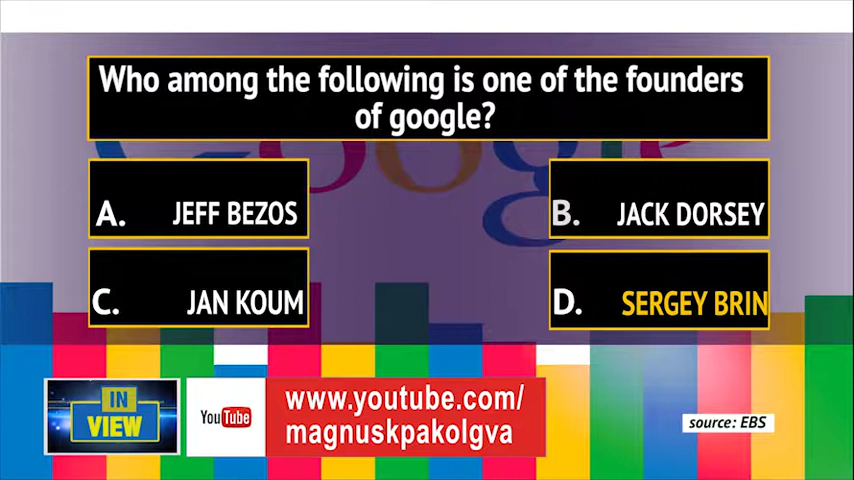 Who among the following is one of the founders
of google?
Google
A. JEFF BEZOS
B. JACK DORSEY
C. JAN KOUM
D. SERGEY BRIN
IN
VIEW
YouTube
www.youtube.com/
magnuskpakolgva
source: EBS